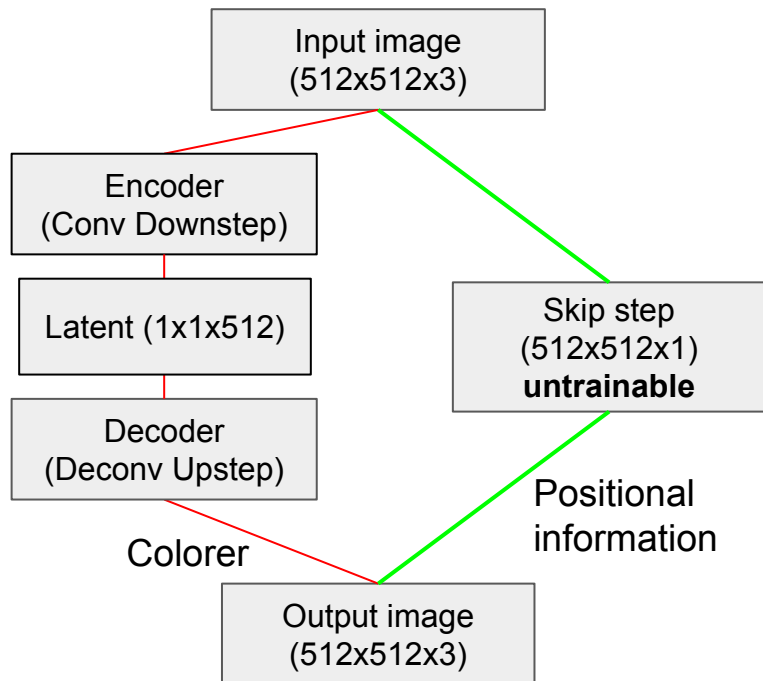 Input image
(512x512x3)
Encoder
(Conv Downstep)
Latent (1x1x512)
Skip step
(512x512x1)
untrainable
Decoder
(Deconv Upstep)
Positional
information
Colorer
Output image
(512x512x3)